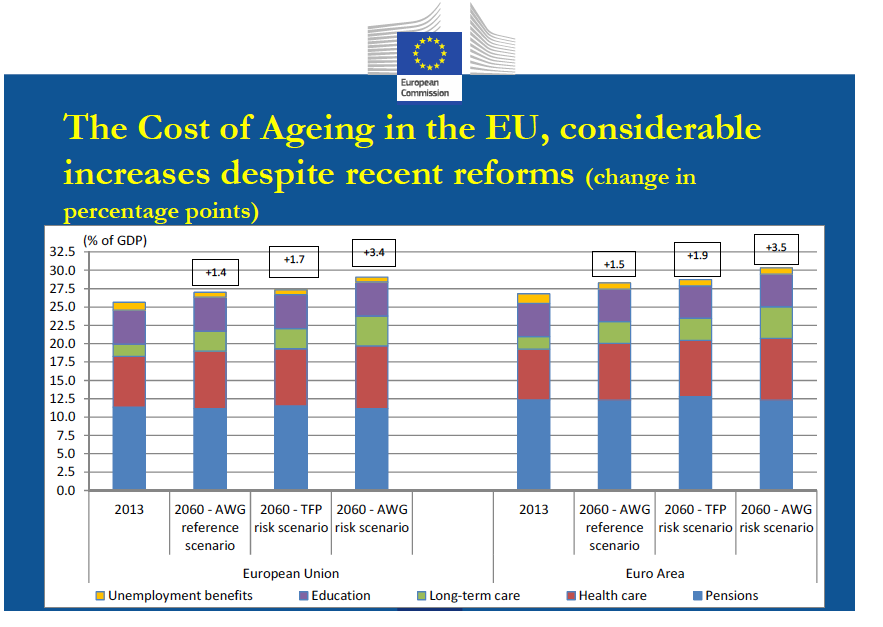 European
Commission
The Cost of Ageing in the EU, considerable
increases despite recent reforms (change in
percentage points)
(% of GDP)
32.5
30.0
27.5
25.0
22.5
20.0
17.5
15.0
12.5
10.0
7.5
5.0
2.5
0.0
+1.4
+1.7
+3.4
+1.5
+1.9
+3.5
2013
2060 - AWG
reference
scenario
2060 - TFP
risk scenario
2060 - AWG
risk scenario
2013
2060 - AWG
reference
scenario
2060 - TFP
risk scenario
2060 - AWG
risk scenario
European Union
Euro Area
Unemployment benefits
Education
Long-term care
Health care
Pensions